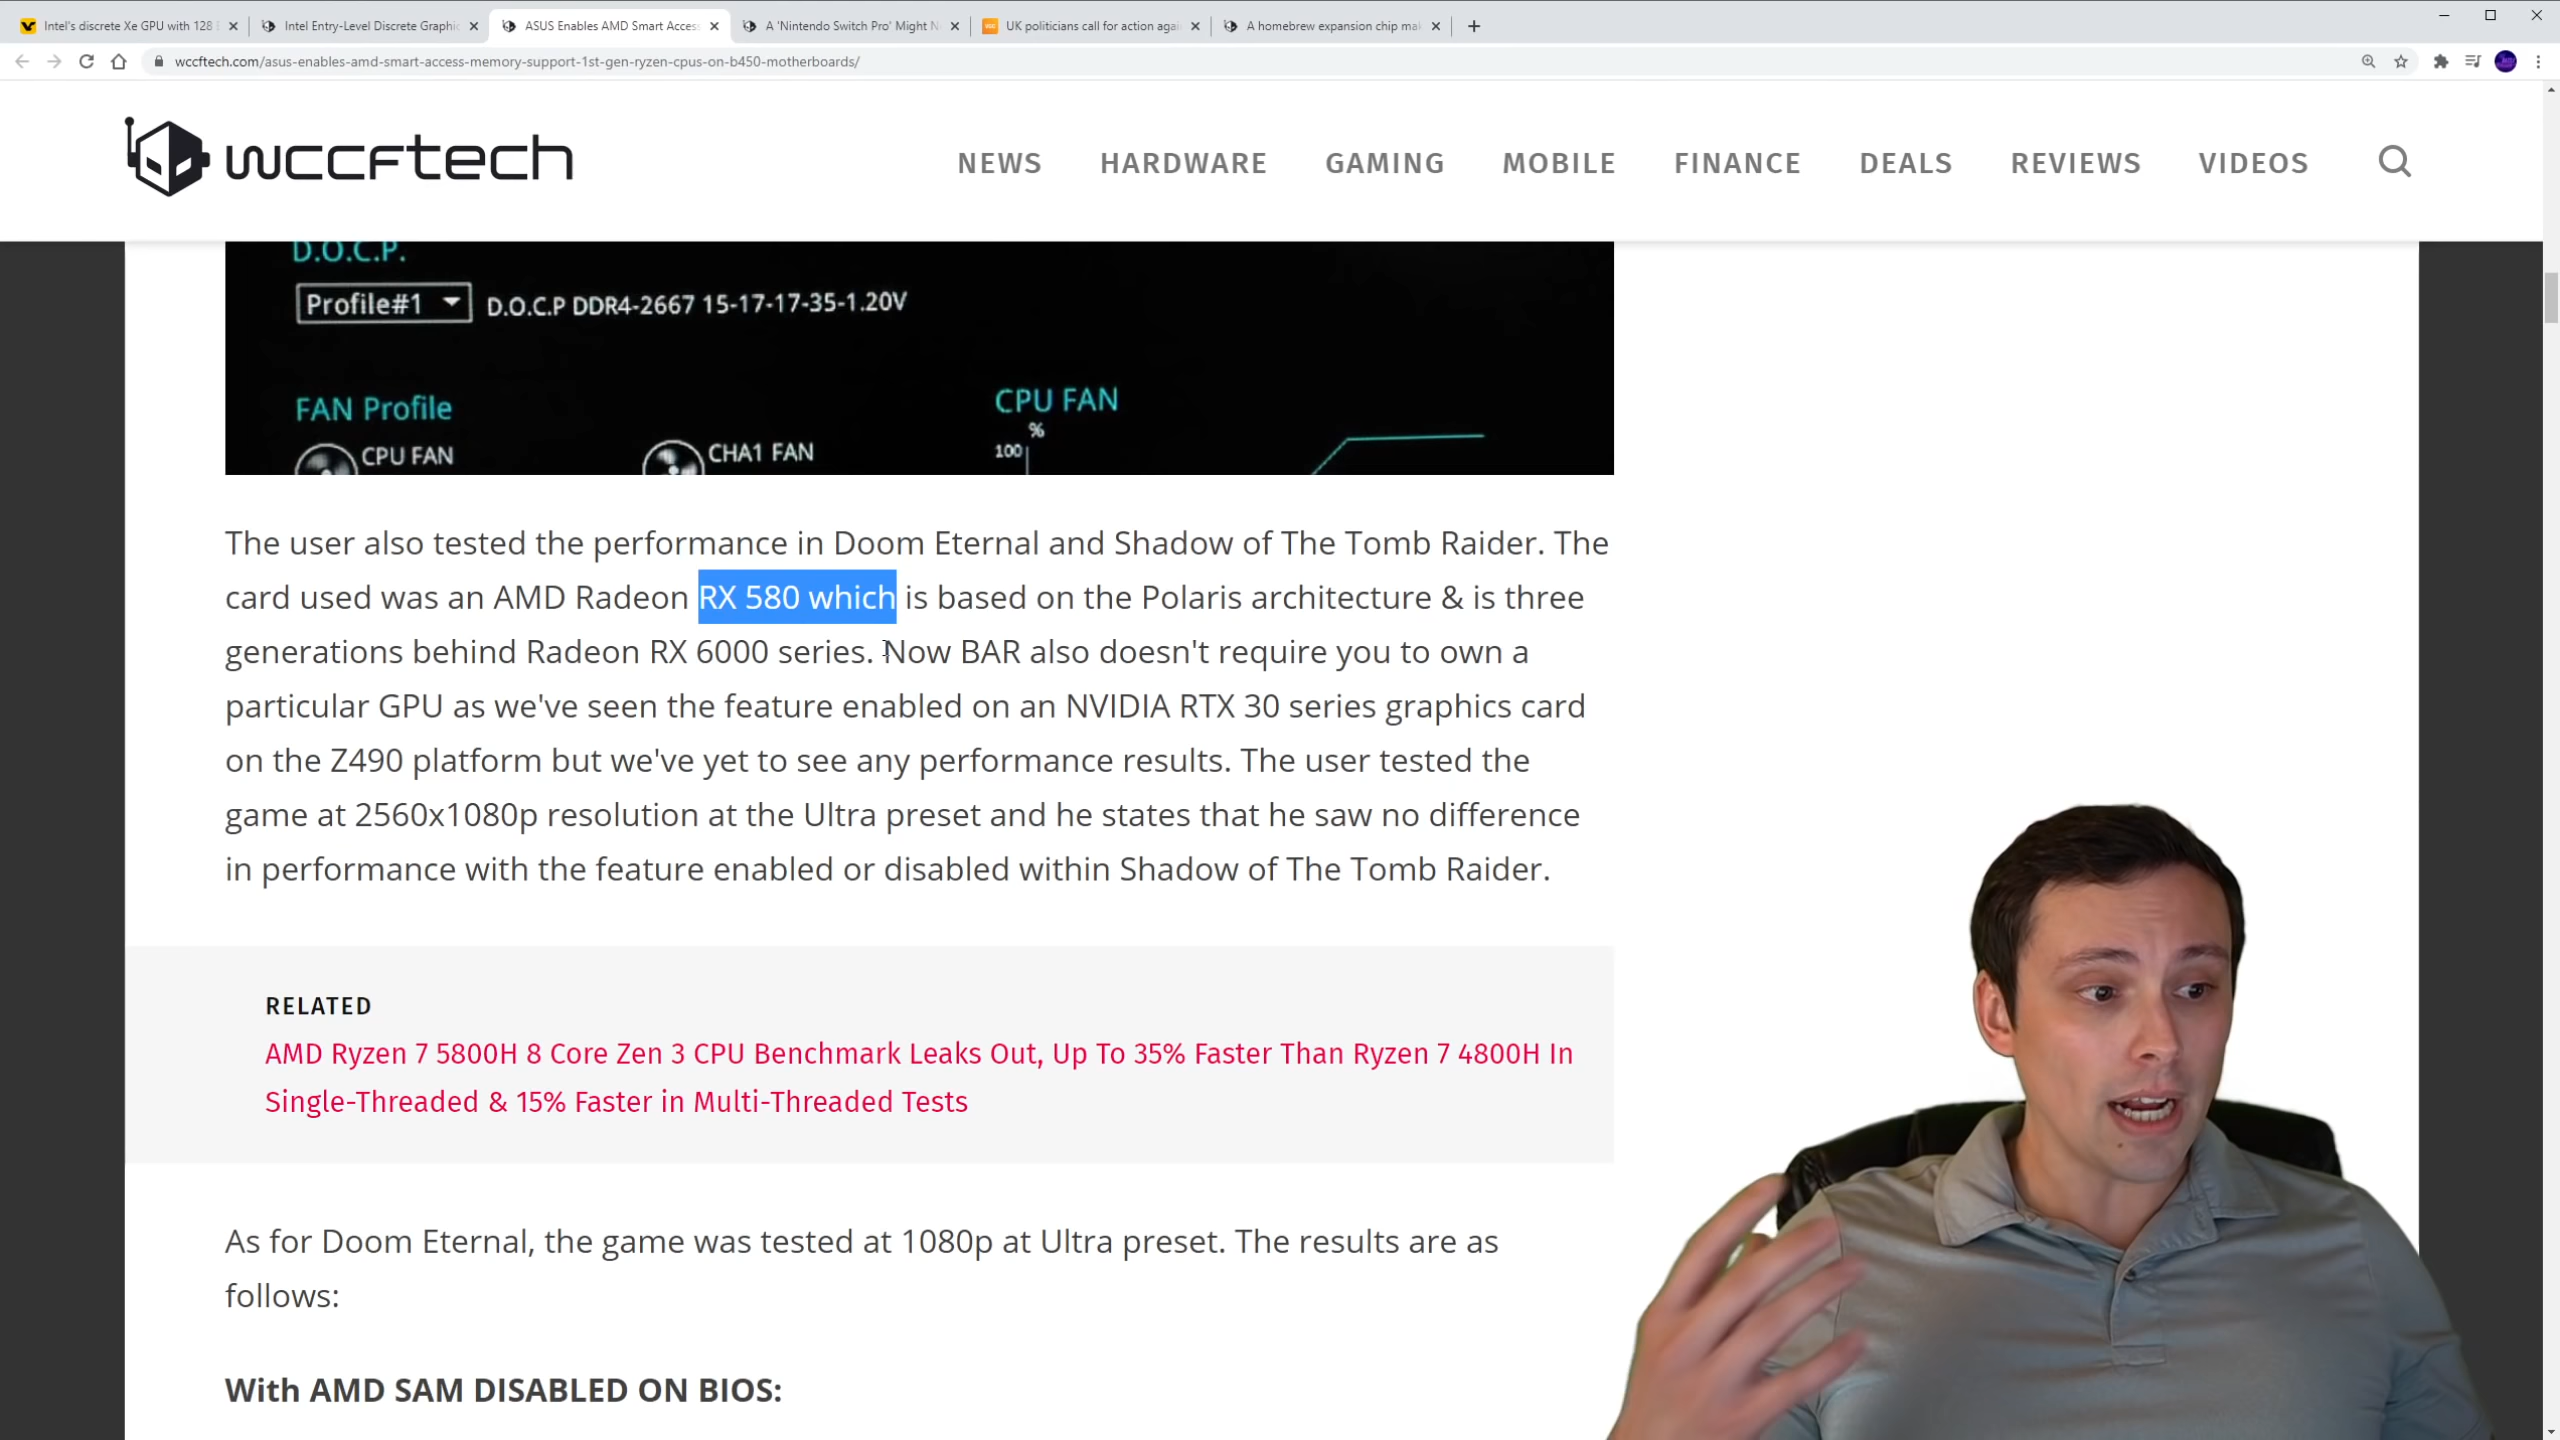 Intel's discrete Xe GPU with 128
Intel Entry-Level Discrete Graphic
ASUS Enables AMD Smart Access
A 'Nintendo Switch Pro' Might N
UK politicians call for action agai
A homebrew expansion chip mak
wccftech.com/asus-enables-amd-smart-access-memory-support-1st-gen-ryzen-cpus-on-b450-motherboards/
wccftech
NEWS HARDWARE GAMING MOBILE FINANCE DEALS REVIEWS VIDEOS
D.O.C.P.
Profile#1 D.O.C.P DDR4-2667 15-17-17-35-1.20V
FAN Profile
CPU FAN
CHA1 FAN
CPU FAN
%
100
The user also tested the performance in Doom Eternal and Shadow of The Tomb Raider. The
card used was an AMD Radeon RX 580 which is based on the Polaris architecture & is three
generations behind Radeon RX 6000 series. Now BAR also doesn't require you to own a
particular GPU as we've seen the feature enabled on an NVIDIA RTX 30 series graphics card
on the Z490 platform but we've yet to see any performance results. The user tested the
game at 2560x1080p resolution at the Ultra preset and he states that he saw no difference
in performance with the feature enabled or disabled within Shadow of The Tomb Raider.
RELATED
AMD Ryzen 7 5800H 8 Core Zen 3 CPU Benchmark Leaks Out, Up To 35% Faster Than Ryzen 7 4800H In
Single-Threaded & 15% Faster in Multi-Threaded Tests
As for Doom Eternal, the game was tested at 1080p at Ultra preset. The results are as
follows:
With AMD SAM DISABLED ON BIOS: